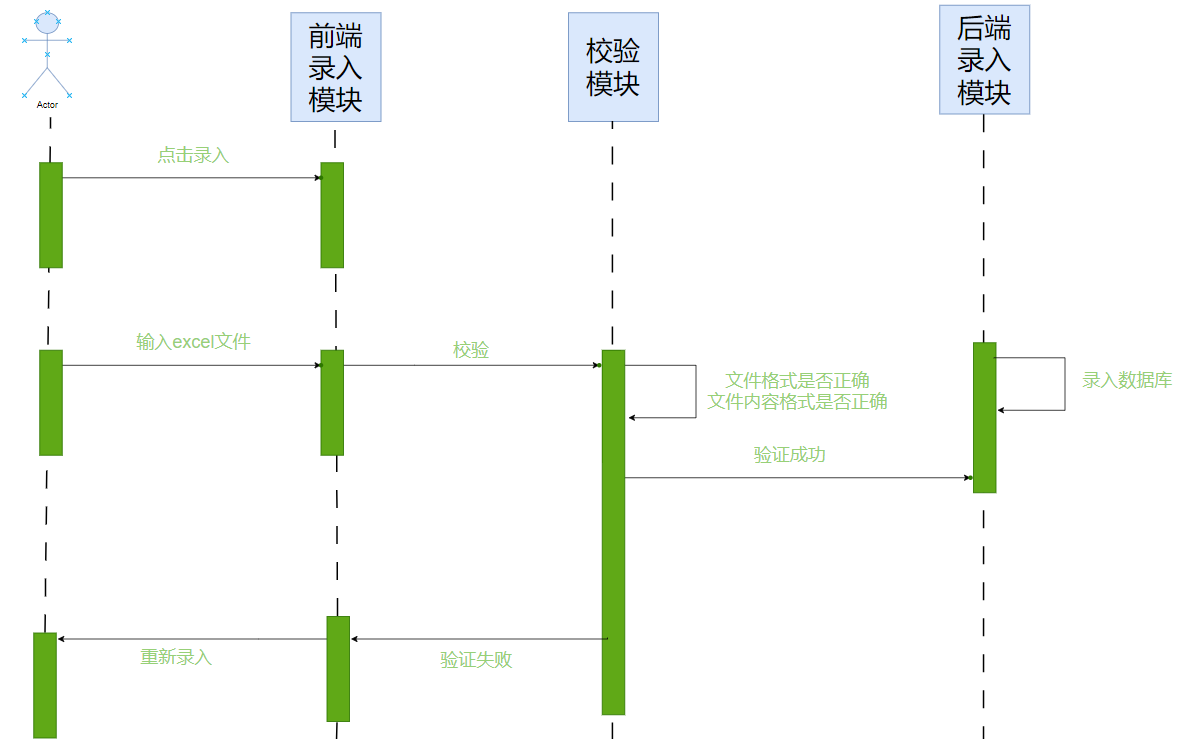 Actor
前端
录入
模块
校验
模块
后端
录入
模块
点击录入
输入excel文件
校验
文件格式是否正确
文件内容格式是否正确
录入数据库
验证成功
重新录入
验证失败